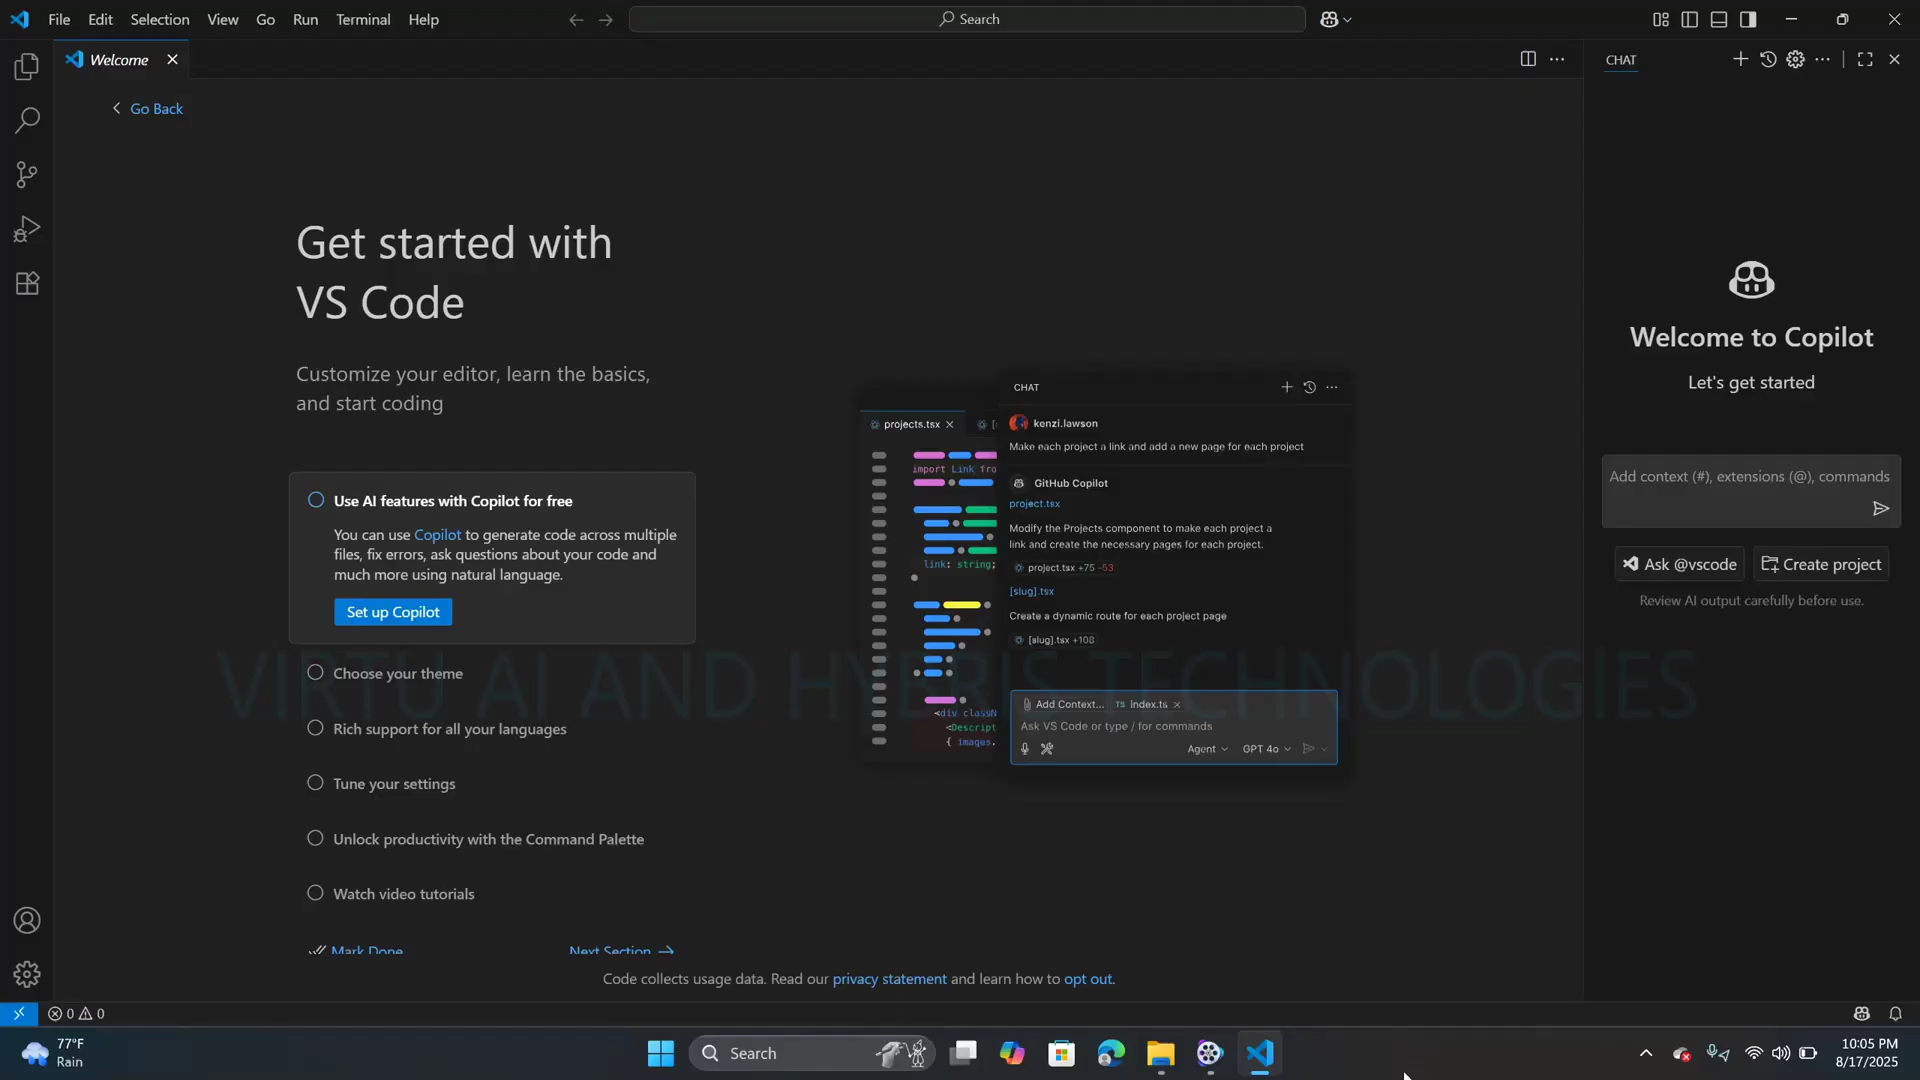 File Edit Selection View Go Run Terminal Help
Search
Welcome
CHAT
Go Back
Get started with
VS Code
Customize your editor, learn the basics,
and start coding
Use AI features with Copilot for free
You can use Copilot to generate code across multiple
files, fix errors, ask questions about your code and
much more using natural language.
Set up Copilot
Choose your theme
Rich support for all your languages
Tune your settings
Unlock productivity with the Command Palette
Watch video tutorials
Mark Done
Next Section
CHAT
projects.tsx
kenzi.lawson
Make each project a link and add a new page for each project
GitHub Copilot
project.tsx
Modify the Projects component to make each project a
link and create the necessary pages for each project.
project.tsx +75 -53
[slug].tsx
Create a dynamic route for each project page
[slug].tsx +108
import Link fro
link: string;
<div classN
<Descript
{ images.
Add Context... TS Index.ts
Ask VS Code or type / for commands
Agent GPT 4o
VIRTU AI AND HYBRIS TECHNOLOGIES
Welcome to Copilot
Let's get started
Add context (#), extensions (@), commands
Ask @vscode
Create project
Review AI output carefully before use.
Code collects usage data. Read our privacy statement and learn how to opt out.
0 0
77°F
Rain
Search
10:05 PM
8/17/2025